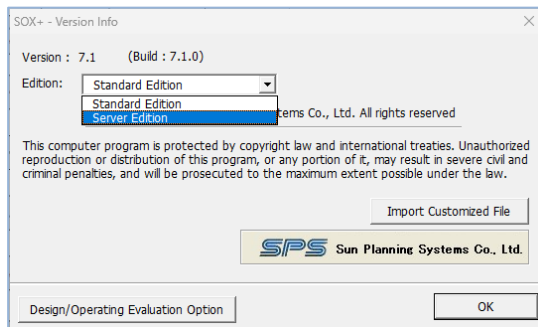 SOX+ - Version Info
Version : 7.1 (Build : 7.1.0)
Edition: Standard Edition
Standard Edition
Server Edition
tems Co., Ltd. All rights reserved
This computer program is protected by copyright law and international treaties. Unauthorized
reproduction or distribution of this program, or any portion of it, may result in severe civil and
criminal penalties, and will be prosecuted to the maximum extent possible under the law.
Import Customized File
SPS Sun Planning Systems Co., Ltd.
Design/Operating Evaluation Option
OK